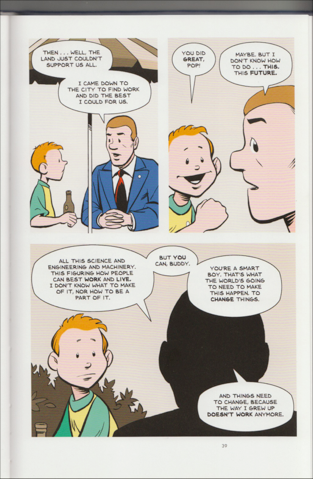 THEN . . . WELL, THE
LAND JUST COULDN'T
SUPPORT US ALL.
I CAME DOWN TO
THE CITY TO FIND WORK
AND DID THE BEST
I COULD FOR US.
YOU DID
GREAT,
POP!
MAYBE, BUT I
DON'T KNOW HOW
TO DO . . . THIS.
THIS FUTURE.
ALL THIS SCIENCE AND
ENGINEERING AND MACHINERY.
THIS FIGURING HOW PEOPLE
CAN BEST WORK AND LIVE.
I DON'T KNOW WHAT TO MAKE
OF IT, NOR HOW TO BE A
PART OF IT.
BUT YOU
CAN, BUDDY.
YOU'RE A SMART
BOY. THAT'S WHAT
THE WORLD'S GOING
TO NEED TO MAKE
THIS HAPPEN. TO
CHANGE THINGS.
AND THINGS NEED
TO CHANGE, BECAUSE
THE WAY I GREW UP
DOESN'T WORK ANYMORE.